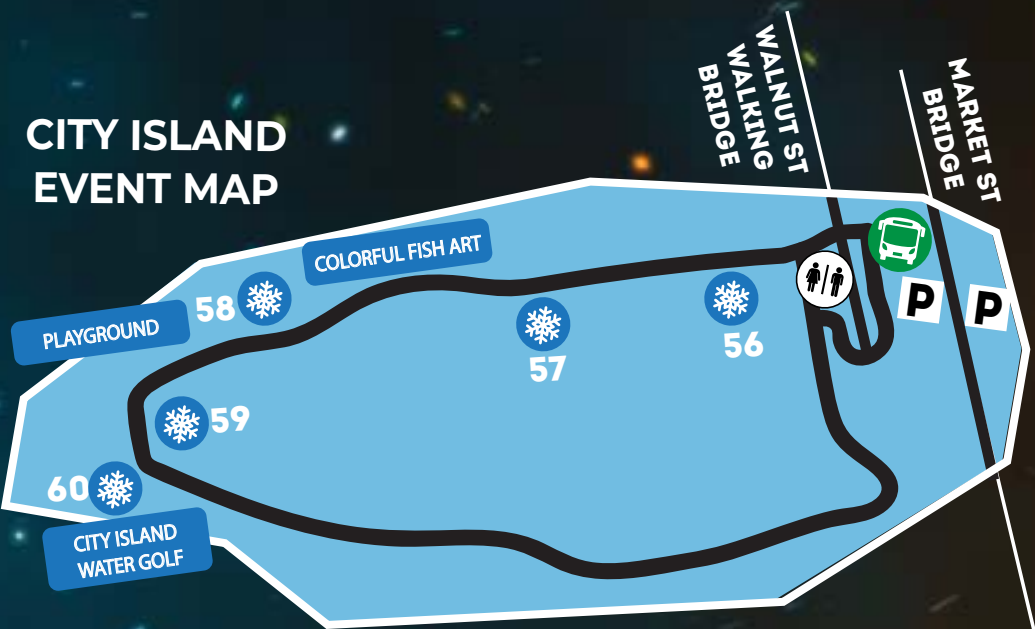 CITY ISLAND
EVENT MAP
WALNUT ST
WALKING
BRIDGE
MARKET ST
BRIDGE
COLORFUL FISH ART
PLAYGROUND
58
57
56
P
P
59
60
CITY ISLAND
WATER GOLF